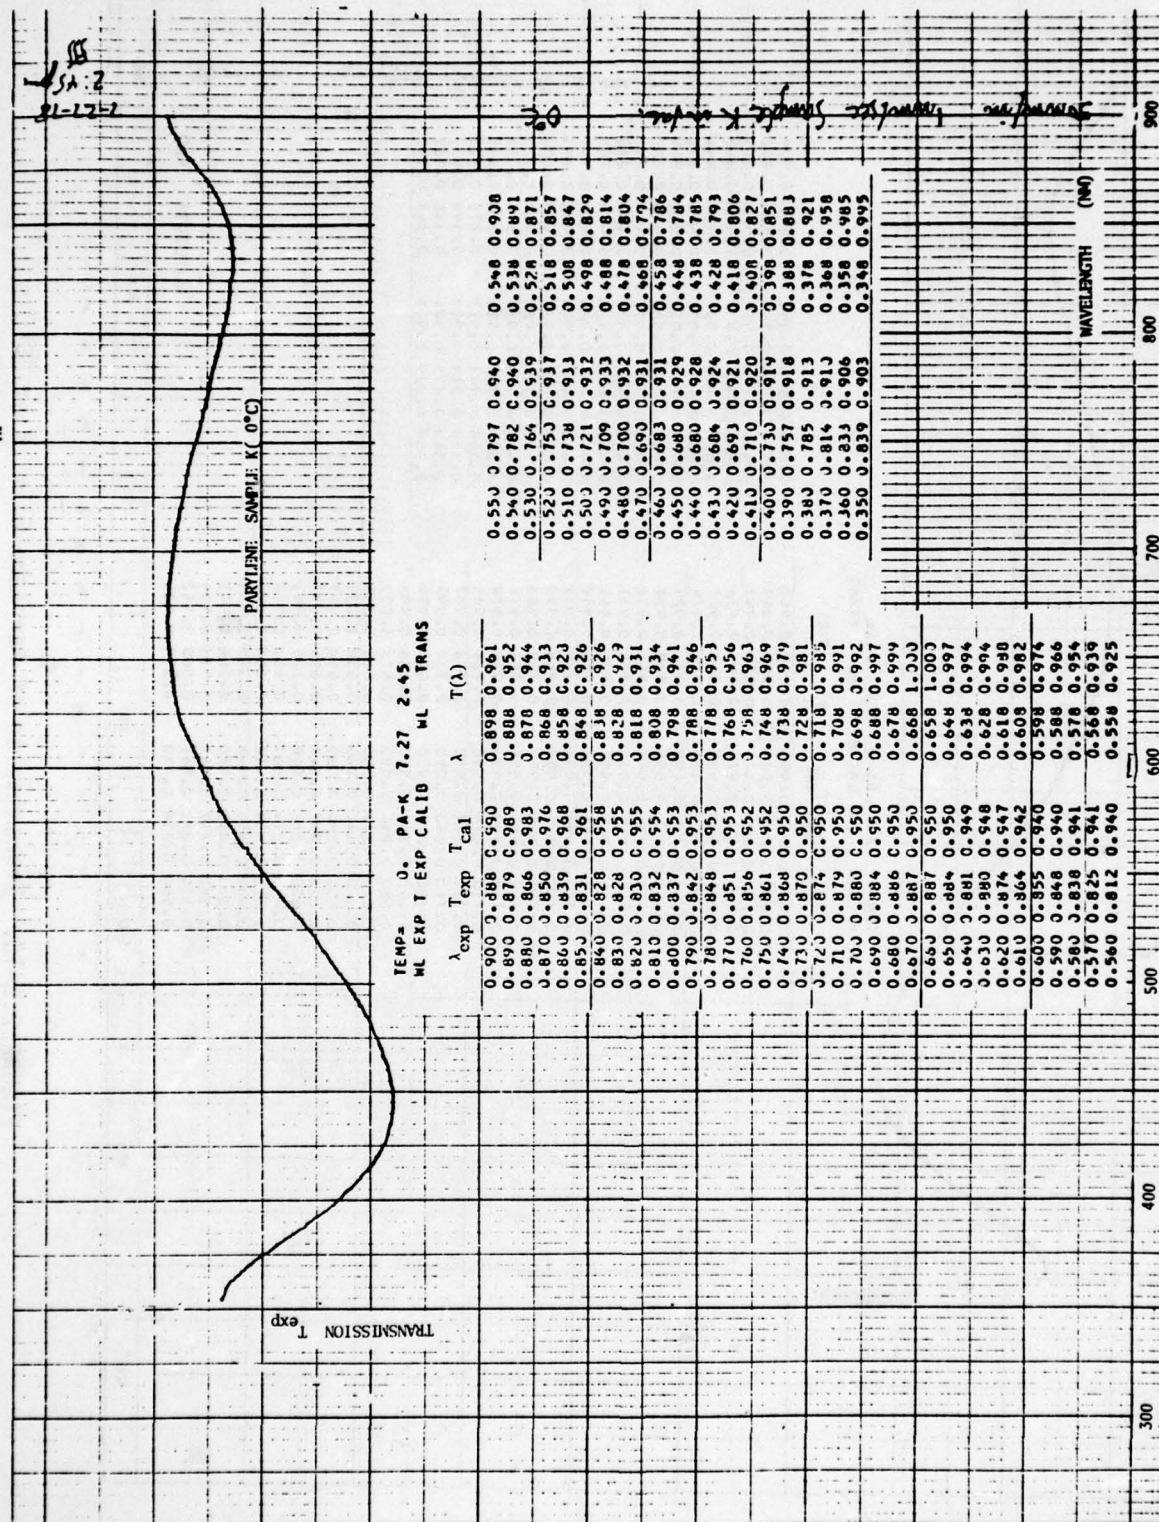 2-27-78
PARYLENE SAMPLE K( 0°C)
TEMP= 0. PA-K 7.27 2.45
WL EXP T EXP CALIB WL TRANS
λexp Texp Tcal λ T(λ)
0.900 0.888 0.990 0.898 0.961
0.890 0.879 0.989 0.888 0.952
0.880 0.866 0.983 0.878 0.944
0.870 0.850 0.976 0.868 0.933
0.860 0.839 0.968 0.858 0.923
0.850 0.831 0.961 0.848 0.926
0.840 0.828 0.958 0.838 0.926
0.830 0.828 0.955 0.828 0.929
0.820 0.830 0.955 0.818 0.931
0.810 0.832 0.954 0.808 0.934
0.800 0.837 0.953 0.798 0.941
0.790 0.842 0.953 0.788 0.946
0.780 0.848 0.953 0.778 0.953
0.770 0.851 0.953 0.768 0.956
0.760 0.856 0.952 0.758 0.963
0.750 0.861 0.952 0.748 0.969
0.740 0.868 0.950 0.738 0.979
0.730 0.870 0.950 0.728 0.981
0.720 0.874 0.950 0.718 0.985
0.710 0.879 0.950 0.708 0.991
0.700 0.880 0.950 0.698 0.992
0.690 0.884 0.950 0.688 0.997
0.680 0.886 0.950 0.678 0.999
0.670 0.887 0.950 0.668 1.000
0.660 0.887 0.950 0.658 1.000
0.650 0.884 0.950 0.648 0.997
0.640 0.881 0.949 0.638 0.994
0.630 0.880 0.948 0.628 0.994
0.620 0.874 0.947 0.618 0.988
0.610 0.864 0.942 0.608 0.982
0.600 0.855 0.940 0.598 0.974
0.590 0.848 0.940 0.588 0.966
0.580 0.838 0.941 0.578 0.954
0.570 0.825 0.941 0.568 0.939
0.560 0.812 0.940 0.558 0.925
0.550 0.797 0.940 0.548 0.908
0.540 0.782 0.940 0.538 0.891
0.530 0.764 0.939 0.528 0.871
0.520 0.750 0.937 0.518 0.857
0.510 0.738 0.933 0.508 0.847
0.500 0.721 0.932 0.498 0.829
0.490 0.709 0.933 0.488 0.814
0.480 0.700 0.932 0.478 0.804
0.470 0.690 0.931 0.468 0.794
0.460 0.683 0.931 0.458 0.786
0.450 0.680 0.929 0.448 0.784
0.440 0.680 0.928 0.438 0.785
0.430 0.684 0.924 0.428 0.793
0.420 0.693 0.921 0.418 0.806
0.410 0.710 0.920 0.408 0.827
0.400 0.730 0.919 0.398 0.851
0.390 0.757 0.918 0.388 0.883
0.380 0.785 0.913 0.378 0.921
0.370 0.814 0.910 0.368 0.958
0.360 0.833 0.906 0.358 0.985
0.350 0.839 0.903 0.348 0.995
TRANSMISSION Texp
0°C
Sample K in vac.
WAVELENGTH (NM)
300 400 500 600 700 800 900